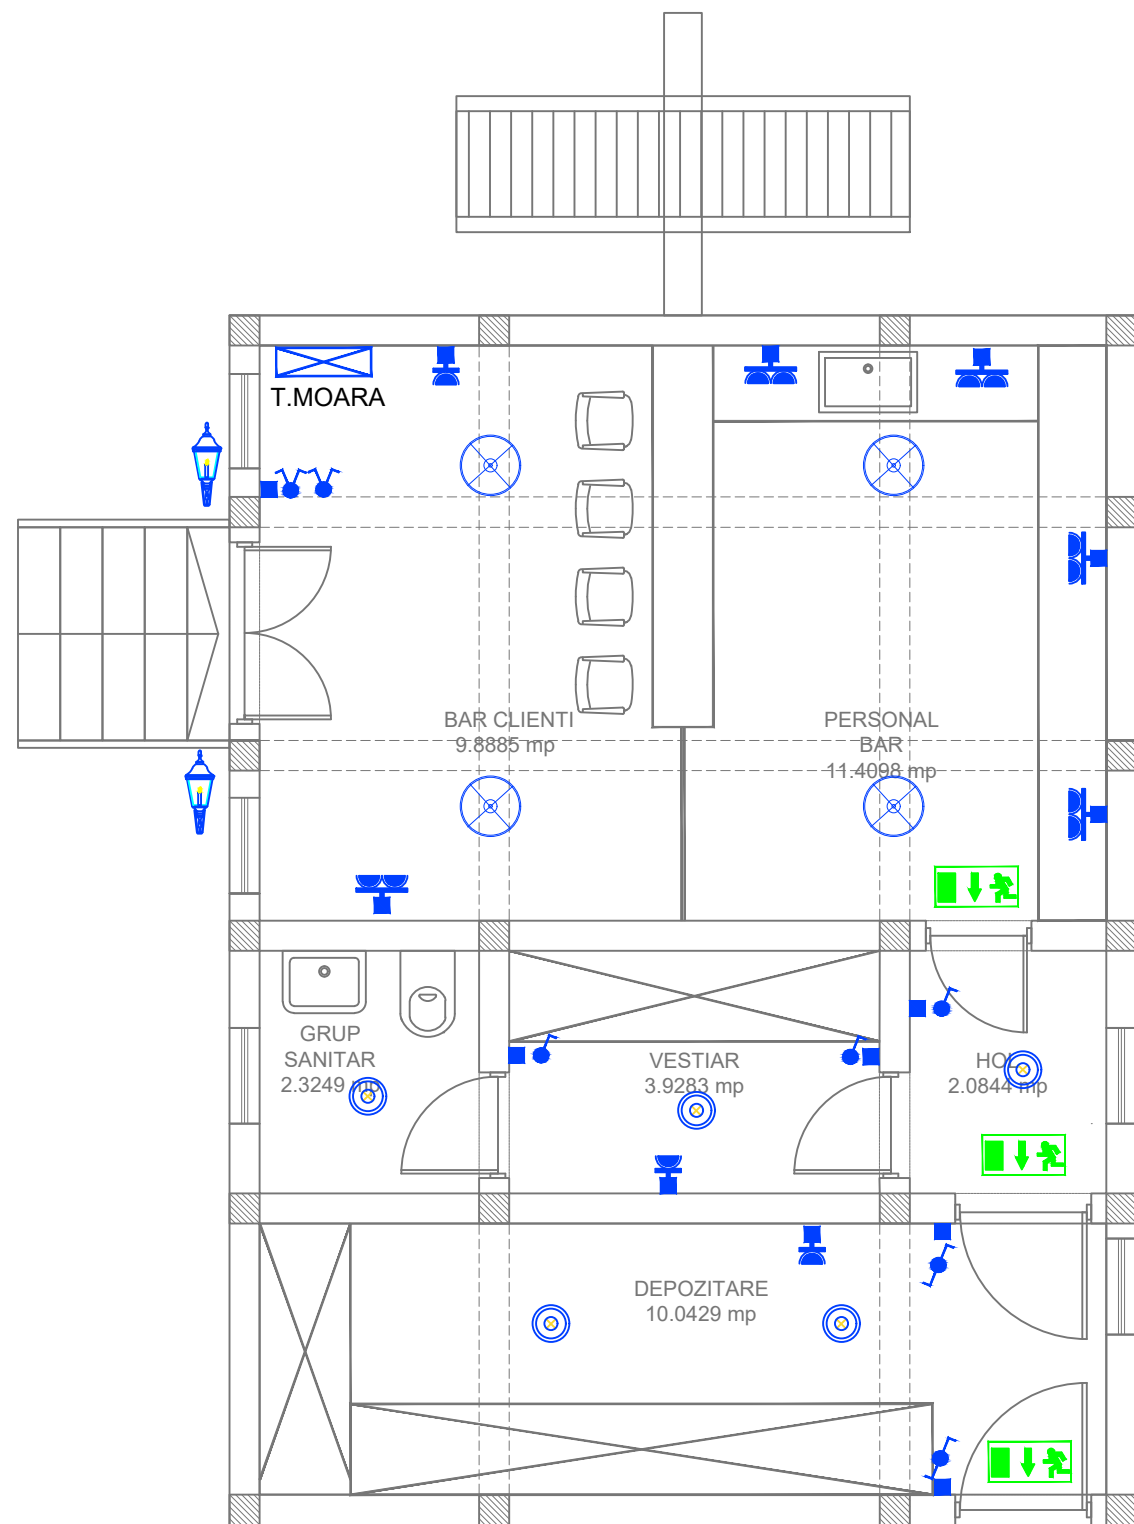 T.MOARA
BAR CLIENTI
9.8885 mp
PERSONAL
BAR
11.4098 mp
GRUP
SANITAR
2.3249 mp
VESTIAR
3.9283 mp
HOL
2.0844 mp
DEPOZITARE
10.0429 mp